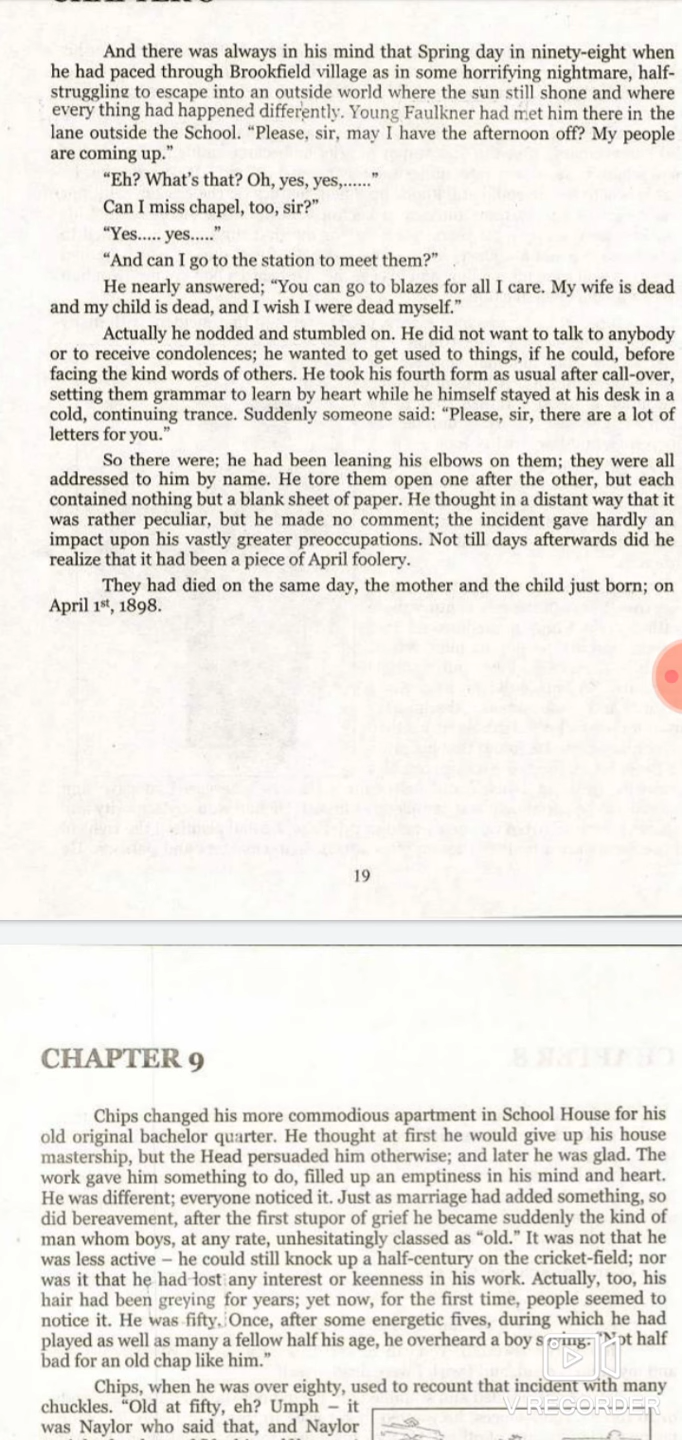 And there was always in his mind that Spring day in ninety-eight when
he had paced through Brookfield village as in some horrifying nightmare, half-
struggling to escape into an outside world where the sun still shone and where
every thing had happened differently. Young Faulkner had met him there in the
lane outside the School. “Please, sir, may I have the afternoon off? My people
are coming up.”
“Eh? What’s that? Oh, yes, yes,......”
Can I miss chapel, too, sir?”
“Yes..... yes.....”
“And can I go to the station to meet them?”
He nearly answered; “You can go to blazes for all I care. My wife is dead
and my child is dead, and I wish I were dead myself.”
Actually he nodded and stumbled on. He did not want to talk to anybody
or to receive condolences; he wanted to get used to things, if he could, before
facing the kind words of others. He took his fourth form as usual after call-over,
setting them grammar to learn by heart while he himself stayed at his desk in a
cold, continuing trance. Suddenly someone said: “Please, sir, there are a lot of
letters for you.”
So there were; he had been leaning his elbows on them; they were all
addressed to him by name. He tore them open one after the other, but each
contained nothing but a blank sheet of paper. He thought in a distant way that it
was rather peculiar, but he made no comment; the incident gave hardly an
impact upon his vastly greater preoccupations. Not till days afterwards did he
realize that it had been a piece of April foolery.
They had died on the same day, the mother and the child just born; on
April 1st, 1898.
19
CHAPTER 9
Chips changed his more commodious apartment in School House for his
old original bachelor quarter. He thought at first he would give up his house
mastership, but the Head persuaded him otherwise; and later he was glad. The
work gave him something to do, filled up an emptiness in his mind and heart.
He was different; everyone noticed it. Just as marriage had added something, so
did bereavement, after the first stupor of grief he became suddenly the kind of
man whom boys, at any rate, unhesitatingly classed as “old.” It was not that he
was less active – he could still knock up a half-century on the cricket-field; nor
was it that he had lost any interest or keenness in his work. Actually, too, his
hair had been greying for years; yet now, for the first time, people seemed to
notice it. He was fifty. Once, after some energetic fives, during which he had
played as well as many a fellow half his age, he overheard a boy saying: “Not half
bad for an old chap like him.”
Chips, when he was over eighty, used to recount that incident with many
chuckles. “Old at fifty, eh? Umph – it
was Naylor who said that, and Naylor
V RECORDER